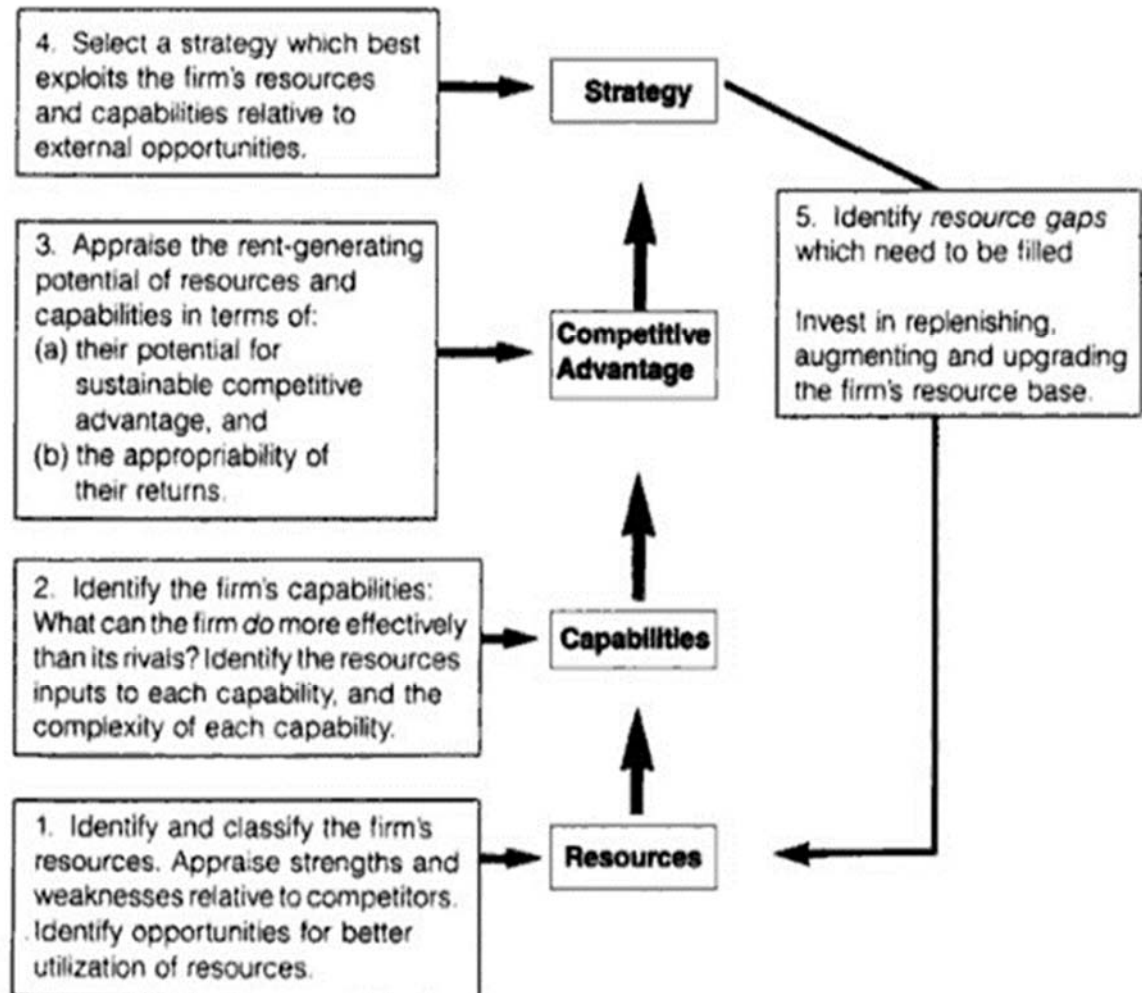 4. Select a strategy which best
exploits the firm's resources
and capabilities relative to
external opportunities.
Strategy
5. Identify resource gaps
which need to be filled
Invest in replenishing,
augmenting and upgrading
the firm's resource base.
3. Appraise the rent-generating
potential of resources and
capabilities in terms of:
(a) their potential for
sustainable competitive
advantage, and
(b) the appropriability of
their returns.
Competitive
Advantage
2. Identify the firm's capabilities:
What can the firm do more effectively
than its rivals? Identify the resources
inputs to each capability, and the
complexity of each capability.
Capabilities
1. Identify and classify the firm's
resources. Appraise strengths and
weaknesses relative to competitors.
Identify opportunities for better
utilization of resources.
Resources